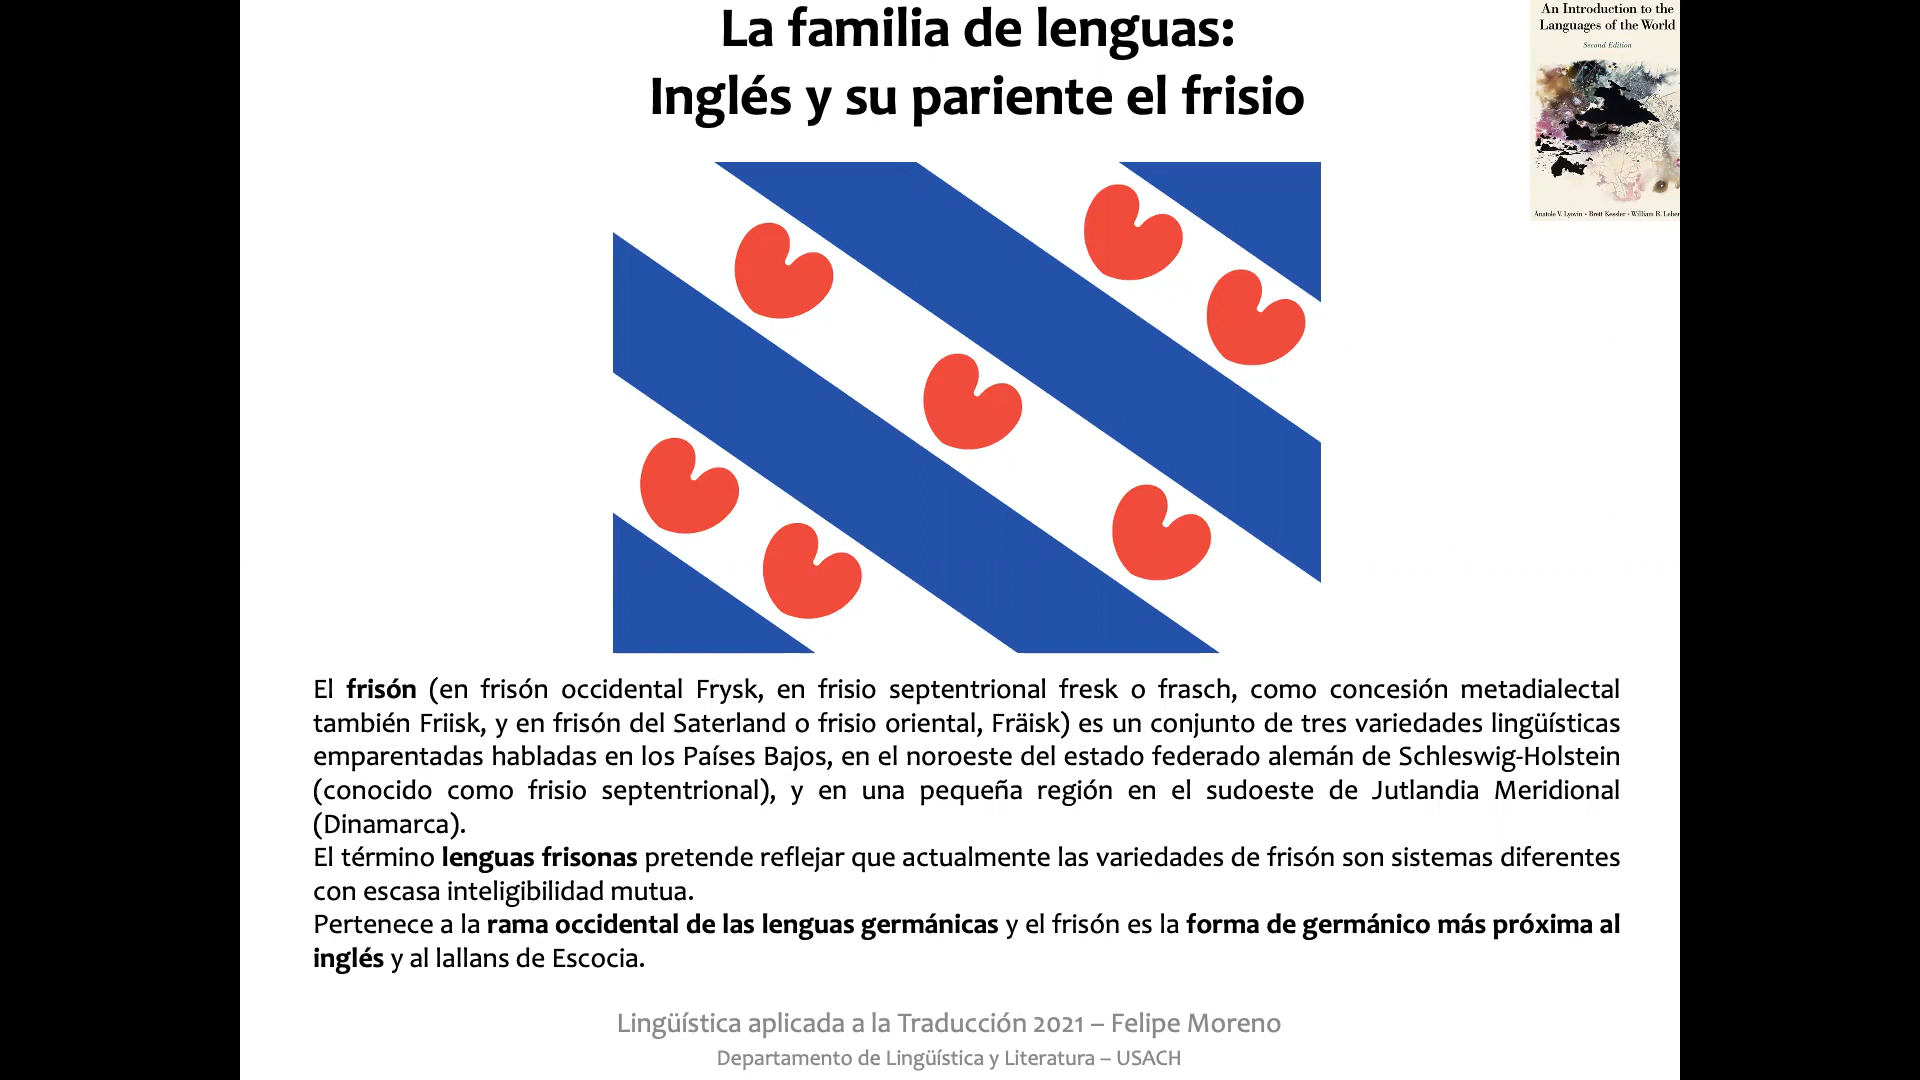 La familia de lenguas:
Inglés y su pariente el frisio
An Introduction to the
Languages of the World
Second Edition
Anatole V. Lyovin • Brett Kessler • William R. Leben
El frisón (en frisón occidental Frysk, en frisio septentrional fresk o frasch, como concesión metadialectal
también Friisk, y en frisón del Saterland o frisio oriental, Fräisk) es un conjunto de tres variedades lingüísticas
emparentadas habladas en los Países Bajos, en el noroeste del estado federado alemán de Schleswig-Holstein
(conocido como frisio septentrional), y en una pequeña región en el sudoeste de Jutlandia Meridional
(Dinamarca).
El término lenguas frisonas pretende reflejar que actualmente las variedades de frisón son sistemas diferentes
con escasa inteligibilidad mutua.
Pertenece a la rama occidental de las lenguas germánicas y el frisón es la forma de germánico más próxima al
inglés y al lallans de Escocia.
Lingüística aplicada a la Traducción 2021 – Felipe Moreno
Departamento de Lingüística y Literatura – USACH